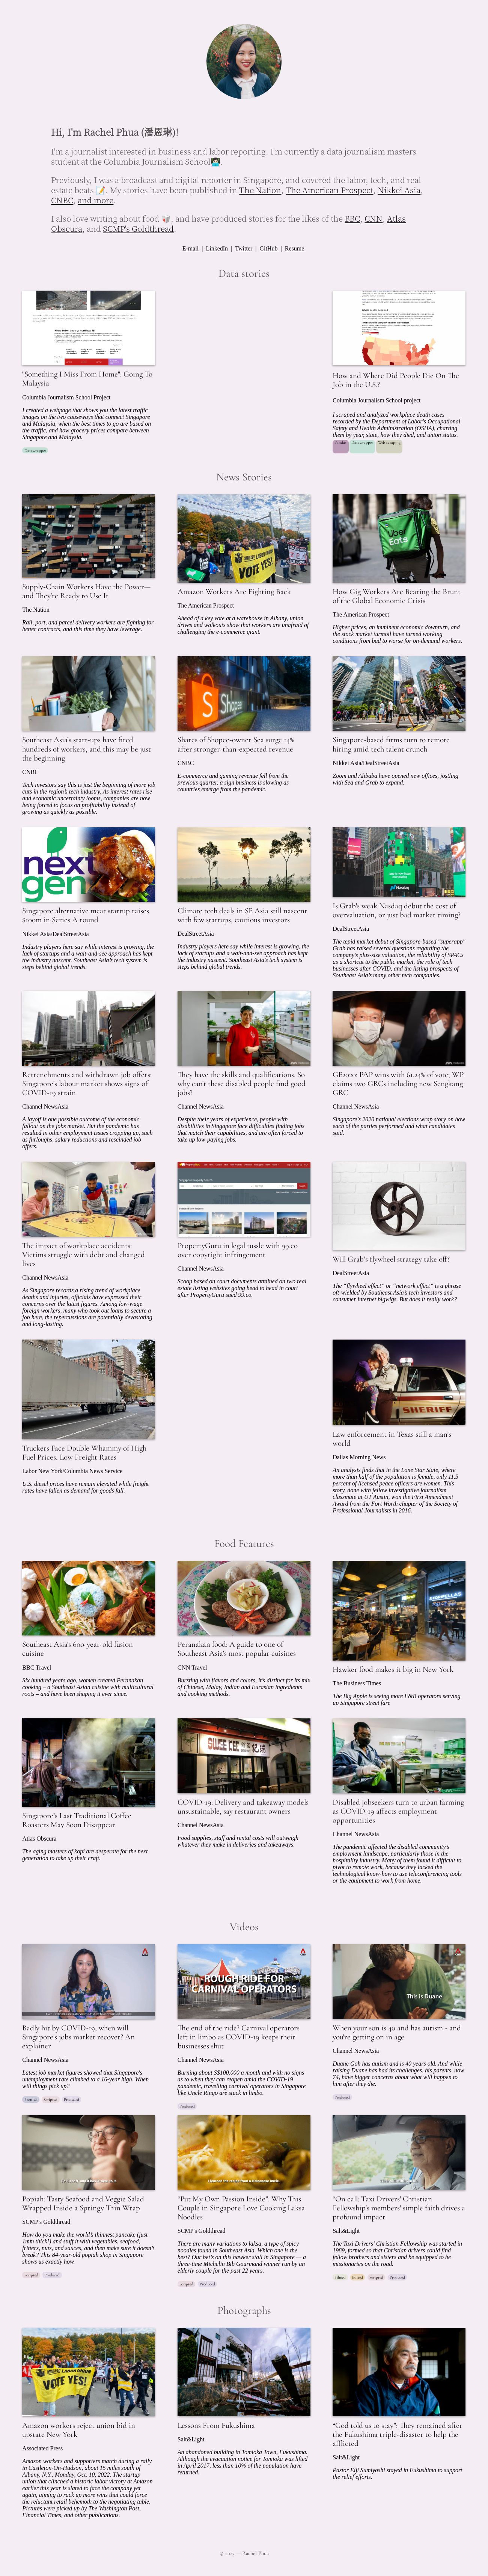 Hi, I'm Rachel Phua (潘恩琳)!
I'm a journalist interested in business and labor reporting. I'm currently a data journalism masters
student at the Columbia Journalism School👩🏻‍💻
Previously, I was a broadcast and digital reporter in Singapore, and covered the labor, tech, and real
estate beats 📝. My stories have been published in The Nation, The American Prospect, Nikkei Asia,
CNBC, and more.
I also love writing about food 🥡, and have produced stories for the likes of the BBC, CNN, Atlas
Obscura, and SCMP's Goldthread.
E-mail | LinkedIn | Twitter | GitHub | Resume
Data stories
"Something I Miss From Home": Going To
Malaysia
Columbia Journalism School Project
I created a webpage that shows you the latest traffic
images on the two causeways that connect Singapore
and Malaysia, when the best times to go are based on
the traffic, and how grocery prices compare between
Singapore and Malaysia.
Datawrapper
How and Where Did People Die On The
Job in the U.S.?
Columbia Journalism School project
I scraped and analyzed workplace death cases
recorded by the Department of Labor's Occupational
Safety and Health Administration (OSHA), charting
them by year, state, how they died, and union status.
Pandas Datawrapper Web scraping
News Stories
Supply-Chain Workers Have the Power—
and They're Ready to Use It
The Nation
Rail, port, and parcel delivery workers are fighting for
better contracts, and this time they have leverage.
VOTE YES!
Amazon Workers Are Fighting Back
The American Prospect
Ahead of a key vote at a warehouse in Albany, union
drives and walkouts show that workers are unafraid of
challenging the e-commerce giant.
Uber
Eats
How Gig Workers Are Bearing the Brunt
of the Global Economic Crisis
The American Prospect
Higher prices, an imminent economic downturn, and
the stock market turmoil have turned working
conditions from bad to worse for on-demand workers.
Southeast Asia's start-ups have fired
hundreds of workers, and this may be just
the beginning
CNBC
Tech investors say this is just the beginning of more job
cuts in the region's tech industry. As interest rates rise
and economic uncertainty looms, companies are now
being forced to focus on profitability instead of
growing as quickly as possible.
Shares of Shopee-owner Sea surge 14%
after stronger-than-expected revenue
CNBC
E-commerce and gaming revenue fell from the
previous quarter, a sign business is slowing as
countries emerge from the pandemic.
Singapore-based firms turn to remote
hiring amid tech talent crunch
Nikkei Asia/DealStreetAsia
Zoom and Alibaba have opened new offices, jostling
with Sea and Grab to expand.
next
gen
Singapore alternative meat startup raises
$100m in Series A round
Nikkei Asia/DealStreetAsia
Industry players here say while interest is growing, the
lack of startups and a wait-and-see approach has kept
the industry nascent. Southeast Asia's tech system is
steps behind global trends.
Climate tech deals in SE Asia still nascent
with few startups, cautious investors
DealStreetAsia
Industry players here say while interest is growing, the
lack of startups and a wait-and-see approach has kept
the industry nascent. Southeast Asia's tech system is
steps behind global trends.
Is Grab's weak Nasdaq debut the cost of
overvaluation, or just bad market timing?
DealStreetAsia
The tepid market debut of Singapore-based "superapp"
Grab has raised several questions regarding the
company's plus-size valuation, the reliability of SPACs
as a shortcut to the public market, the role of tech
businesses after COVID, and the listing prospects of
Southeast Asia's many other tech companies.
Retrenchments and withdrawn job offers:
Singapore's labour market shows signs of
COVID-19 strain
Channel NewsAsia
A layoff is one possible outcome of the economic
fallout on the jobs market. But the pandemic has
resulted in other employment issues cropping up, such
as furloughs, salary reductions and rescinded job
offers.
They have the skills and qualifications. So
why can't these disabled people find good
jobs?
Channel NewsAsia
Despite their years of experience, people with
disabilities in Singapore face difficulties finding jobs
that match their capabilities, and are often forced to
take up low-paying jobs.
GE2020: PAP wins with 61.24% of vote; WP
claims two GRCs including new Sengkang
GRC
Channel NewsAsia
Singapore's 2020 national elections wrap story on how
each of the parties performed and what candidates
said.
The impact of workplace accidents:
Victims struggle with debt and changed
lives
Channel NewsAsia
As Singapore records a rising trend of workplace
deaths and injuries, officials have expressed their
concerns over the latest figures. Among low-wage
foreign workers, many who took out loans to secure a
job here, the repercussions are potentially devastating
and long-lasting.
PropertyGuru in legal tussle with 99.co
over copyright infringement
Channel NewsAsia
Scoop based on court documents attained on two real
estate listing websites going head to head in court
after PropertyGuru sued 99.co.
Will Grab's flywheel strategy take off?
DealStreetAsia
The "flywheel effect" or "network effect" is a phrase
oft-wielded by Southeast Asia's tech investors and
consumer internet bigwigs. But does it really work?
Truckers Face Double Whammy of High
Fuel Prices, Low Freight Rates
Labor New York/Columbia News Service
U.S. diesel prices have remain elevated while freight
rates have fallen as demand for goods fall.
SHERIFF
Law enforcement in Texas still a man's
world
Dallas Morning News
An analysis finds that in the Lone Star State, where
more than half of the population is female, only 11.5
percent of licensed peace officers are women. This
story, done with fellow investigative journalism
classmate at UT Austin, won the First Amendment
Award from the Fort Worth chapter of the Society of
Professional Journalists in 2016.
Food Features
Southeast Asia's 600-year-old fusion
cuisine
BBC Travel
Six hundred years ago, women created Peranakan
cooking – a Southeast Asian cuisine with multicultural
roots – and have been shaping it ever since.
Peranakan food: A guide to one of
Southeast Asia's most popular cuisines
CNN Travel
Bursting with flavors and colors, it's distinct for its mix
of Chinese, Malay, Indian and Eurasian ingredients
and cooking methods.
Hawker food makes it big in New York
The Business Times
The Big Apple is seeing more F&B operators serving
up Singapore street fare
Singapore's Last Traditional Coffee
Roasters May Soon Disappear
Atlas Obscura
The aging masters of kopi are desperate for the next
generation to take up their craft.
GWEE KEE
COVID-19: Delivery and takeaway models
unsustainable, say restaurant owners
Channel NewsAsia
Food supplies, staff and rental costs will outweigh
whatever they make in deliveries and takeaways.
Disabled jobseekers turn to urban farming
as COVID-19 affects employment
opportunities
Channel NewsAsia
The pandemic affected the disabled community's
employment landscape, particularly those in the
hospitality industry. Many of them found it difficult to
pivot to remote work, because they lacked the
technological know-how to use teleconferencing tools
or the equipment to work from home.
Videos
Badly hit by COVID-19, when will
Singapore's jobs market recover? An
explainer
Channel NewsAsia
Latest job market figures showed that Singapore's
unemployment rate climbed to a 16-year high. When
will things pick up?
Scripted Produced
ROUGH RIDE FOR
CARNIVAL OPERATORS
The end of the ride? Carnival operators
left in limbo as COVID-19 keeps their
businesses shut
Channel NewsAsia
Burning about S$100,000 a month and with no signs
as to when they can reopen amid the COVID-19
pandemic, travelling carnival operators in Singapore
like Uncle Ringo are stuck in limbo.
Produced
This is Duane
When your son is 40 and has autism - and
you're getting on in age
Channel NewsAsia
Duane Goh has autism and is 40 years old. And while
raising Duane has had its challenges, his parents, now
74, have bigger concerns about what will happen to
him after they die.
Produced
Popiah: Tasty Seafood and Veggie Salad
Wrapped Inside a Springy Thin Wrap
SCMP's Goldthread
How do you make the world's thinnest pancake (just
1mm thick!) and stuff it with vegetables, seafood,
fritters, nuts, and sauces, and then make sure it doesn't
break? This 84-year-old popiah shop in Singapore
shows us exactly how.
Scripted Produced
"Put My Own Passion Inside": Why This
Couple in Singapore Love Cooking Laksa
Noodles
SCMP's Goldthread
There are many variations to laksa, a type of spicy
noodles found in Southeast Asia. Which one is the
best? Our bet's on this hawker stall in Singapore — a
three-time Michelin Bib Gourmand winner run by an
elderly couple for the past 22 years.
Scripted Produced
"On call: Taxi Drivers' Christian
Fellowship's members' simple faith drives a
profound impact
Salt&Light
The Taxi Drivers' Christian Fellowship was started in
1989, formed so that Christian drivers could find
fellow brothers and sisters and be equipped to be
missionaries on the road.
Filmed Edited Scripted Produced
Photographs
VOTE YES!
Amazon workers reject union bid in
upstate New York
Associated Press
Amazon workers and supporters march during a rally
in Castleton-On-Hudson, about 15 miles south of
Albany, N.Y., Monday, Oct. 10, 2022. The startup
union that clinched a historic labor victory at Amazon
earlier this year is slated to face the company yet
again, aiming to rack up more wins that could force
the reluctant retail behemoth to the negotiating table.
Pictures were picked up by The Washington Post,
Financial Times, and other publications.
Lessons From Fukushima
Salt&Light
An abandoned building in Tomioka Town, Fukushima.
Although the evacuation notice for Tomioka was lifted
in April 2017, less than 10% of the population have
returned.
"God told us to stay": They remained after
the Fukushima triple-disaster to help the
afflicted
Salt&Light
Pastor Eiji Sumiyoshi stayed in Fukushima to support
the relief efforts.
© 2023 — Rachel Phua